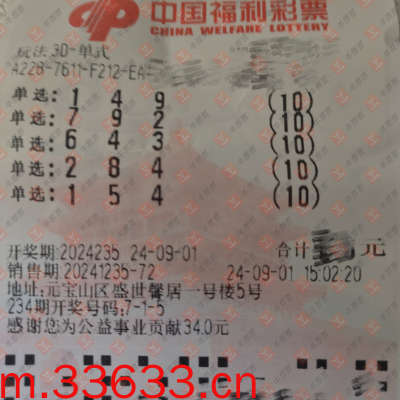 中国福利彩票
CHINA WELFARE LOTTERY
玩法3D-单式
A226-7611-F212-EA
单选: 1 4 9 (10)
单选: 7 9 2 (10)
单选: 6 4 3 (10)
单选: 2 8 4 (10)
单选: 1 5 4 (10)
开奖期:2024235 24-09-01 合计 元
销售期:20241235-72 24-09-01 15:02:20
地址:元宝山区盛世馨居一号楼5号
234期开奖号码:7-1-5
感谢您为公益事业贡献34.0元
m.33633.cn